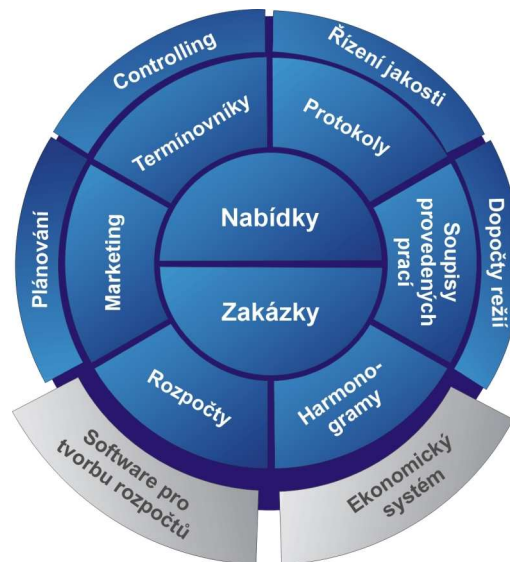 Controlling
Řízení jakosti
Termínovníky
Protokoly
Plánování
Marketing
Nabídky
Soupisy
provedených
prací
Dopočty režií
Zakázky
Rozpočty
Harmono-
gramy
Software pro
tvorbu rozpočtů
Ekonomický
systém